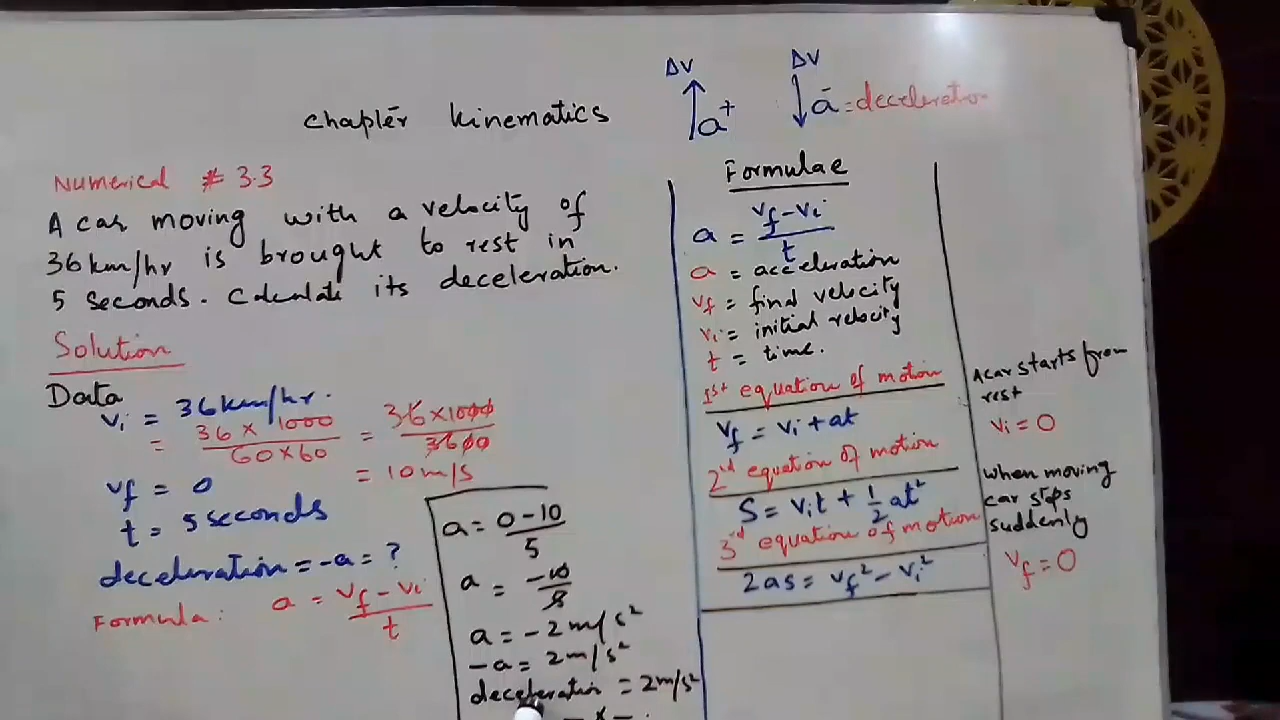 Chapter Kinematics
ΔV
a+
ΔV
ā = deceleration
Numerical # 3.3
A car moving with a velocity of
36 km/hr is brought to rest in
5 seconds. Calculate its deceleration.
Solution
Data
vi = 36 km/hr.
= 36 × 1000 / 60 × 60 = 36 × 1000 / 3600
= 10 m/s
vf = 0
t = 5 seconds
deceleration = -a = ?
Formula: a = vf - vi / t
a = 0 - 10 / 5
a = -10 / 5
a = -2 m/s²
-a = 2 m/s²
deceleration = 2 m/s²
— x —.
Formulae
a = vf - vi / t
a = acceleration
vf = final velocity
vi = initial velocity
t = time.
1st equation of motion
vf = vi + at
2nd equation of motion
S = vit + 1/2 at²
3rd equation of motion
2as = vf² - vi²
A car starts from
rest
vi = 0
when moving
car stops
suddenly
vf = 0